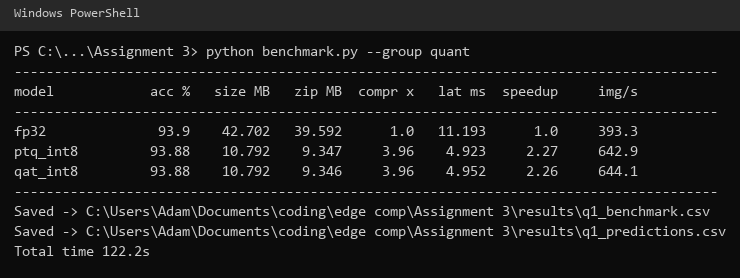 Windows PowerShell
PS C:\...\Assignment 3> python benchmark.py --group quant
---------------------------------------------------------------------------------------
model            acc %   size MB   zip MB  compr x   lat ms  speedup     img/s
---------------------------------------------------------------------------------------
fp32              93.9    42.702   39.592      1.0   11.193      1.0     393.3
ptq_int8         93.88    10.792    9.347     3.96    4.923     2.27     642.9
qat_int8         93.88    10.792    9.346     3.96    4.952     2.26     644.1
---------------------------------------------------------------------------------------
Saved -> C:\Users\Adam\Documents\coding\edge comp\Assignment 3\results\q1_benchmark.csv
Saved -> C:\Users\Adam\Documents\coding\edge comp\Assignment 3\results\q1_predictions.csv
Total time 122.2s